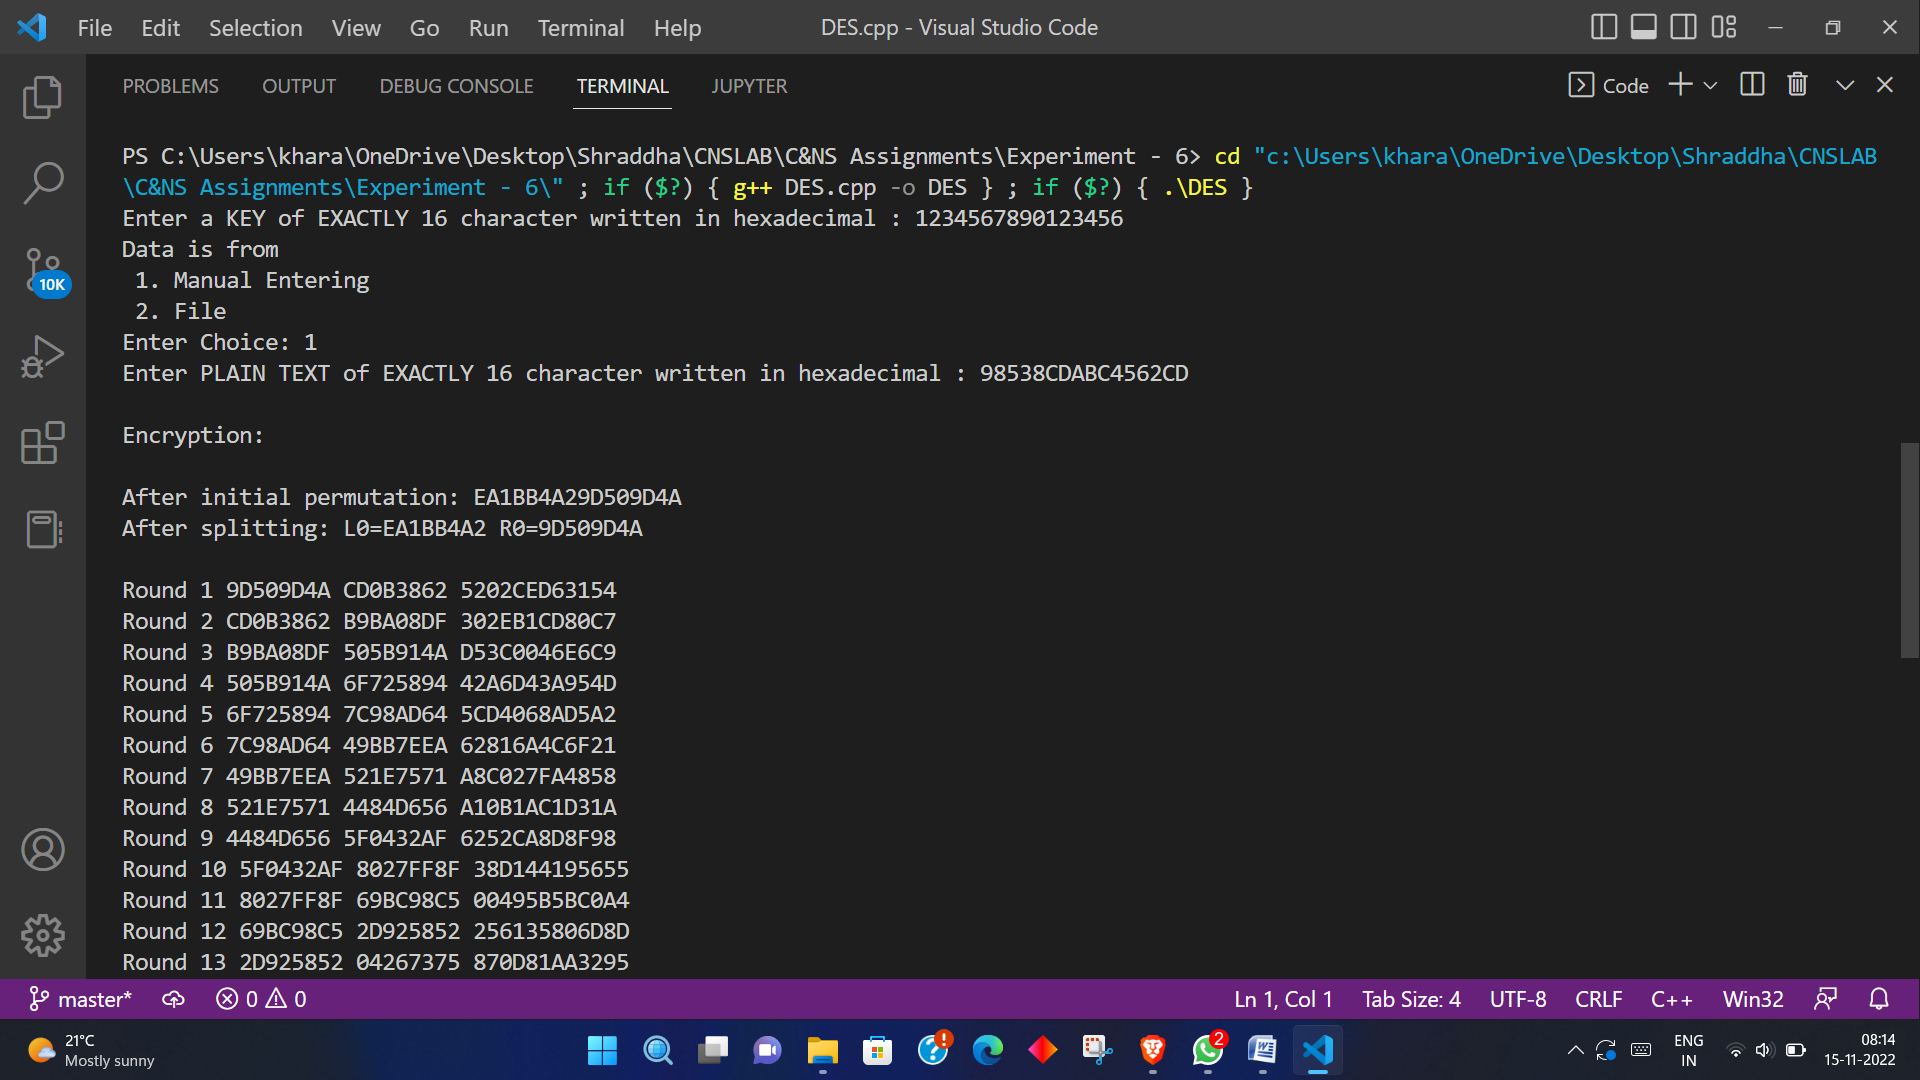 File Edit Selection View Go Run Terminal Help DES.cpp - Visual Studio Code
PROBLEMS OUTPUT DEBUG CONSOLE TERMINAL JUPYTER Code
PS C:\Users\khara\OneDrive\Desktop\Shraddha\CNSLAB\C&NS Assignments\Experiment - 6> cd "c:\Users\khara\OneDrive\Desktop\Shraddha\CNSLAB
\C&NS Assignments\Experiment - 6\" ; if ($?) { g++ DES.cpp -o DES } ; if ($?) { .\DES }
Enter a KEY of EXACTLY 16 character written in hexadecimal : 1234567890123456
Data is from
1. Manual Entering
2. File
Enter Choice: 1
Enter PLAIN TEXT of EXACTLY 16 character written in hexadecimal : 98538CDABC4562CD
Encryption:
After initial permutation: EA1BB4A29D509D4A
After splitting: L0=EA1BB4A2 R0=9D509D4A
Round 1 9D509D4A CD0B3862 5202CED63154
Round 2 CD0B3862 B9BA08DF 302EB1CD80C7
Round 3 B9BA08DF 505B914A D53C0046E6C9
Round 4 505B914A 6F725894 42A6D43A954D
Round 5 6F725894 7C98AD64 5CD4068AD5A2
Round 6 7C98AD64 49BB7EEA 62816A4C6F21
Round 7 49BB7EEA 521E7571 A8C027FA4858
Round 8 521E7571 4484D656 A10B1AC1D31A
Round 9 4484D656 5F0432AF 6252CA8D8F98
Round 10 5F0432AF 8027FF8F 38D144195655
Round 11 8027FF8F 69BC98C5 00495B5BC0A4
Round 12 69BC98C5 2D925852 256135806D8D
Round 13 2D925852 04267375 870D81AA3295
10K
master* 0 0 Ln 1, Col 1 Tab Size: 4 UTF-8 CRLF C++ Win32
21°C
Mostly sunny
2
ENG
IN
08:14
15-11-2022